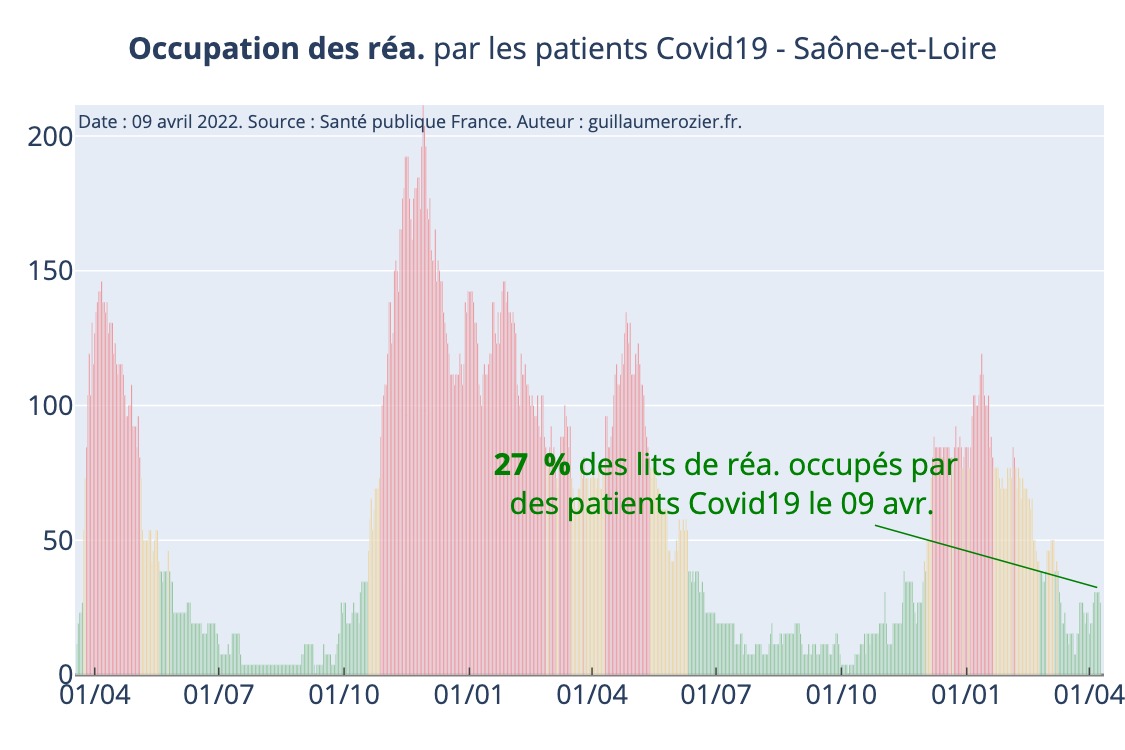 Occupation des réa. par les patients Covid19 - Saône-et-Loire
Date : 09 avril 2022. Source : Santé publique France. Auteur : guillaumerozier.fr.
200
150
100
50
0
27 % des lits de réa. occupés par
des patients Covid19 le 09 avr.
01/04 01/07 01/10 01/01 01/04 01/07 01/10 01/01 01/04